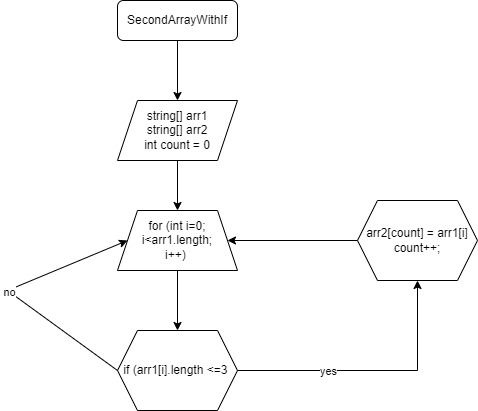 SecondArrayWithIf
string[] arr1
string[] arr2
int count = 0
for (int i=0;
i<arr1.length;
i++)
arr2[count] = arr1[i]
count++;
no
if (arr1[i].length <=3
yes